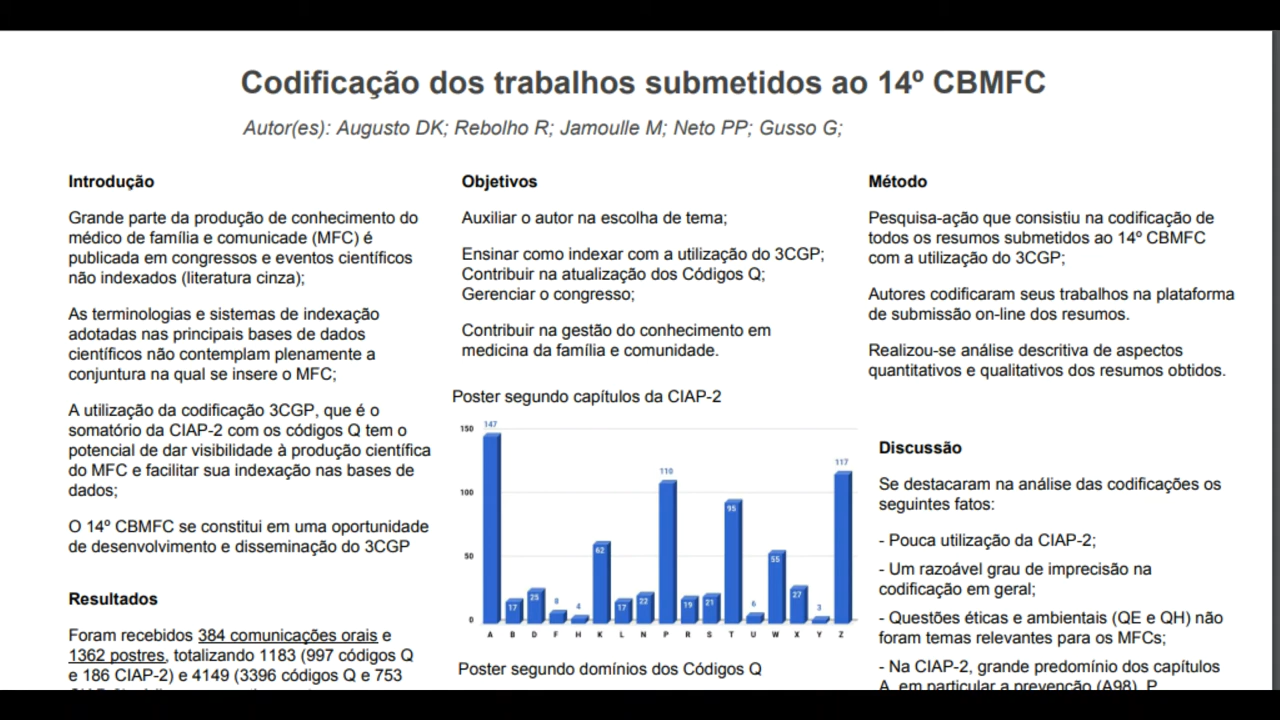 Codificação dos trabalhos submetidos ao 14º CBMFC
Autor(es): Augusto DK; Rebolho R; Jamoulle M; Neto PP; Gusso G;
Introdução
Grande parte da produção de conhecimento do
médico de família e comunicade (MFC) é
publicada em congressos e eventos científicos
não indexados (literatura cinza);
As terminologias e sistemas de indexação
adotadas nas principais bases de dados
científicos não contemplam plenamente a
conjuntura na qual se insere o MFC;
A utilização da codificação 3CGP, que é o
somatório da CIAP-2 com os códigos Q tem o
potencial de dar visibilidade à produção científica
do MFC e facilitar sua indexação nas bases de
dados;
O 14º CBMFC se constitui em uma oportunidade
de desenvolvimento e disseminação do 3CGP
Resultados
Foram recebidos 384 comunicações orais e
1362 postres, totalizando 1183 (997 códigos Q
e 186 CIAP-2) e 4149 (3396 códigos Q e 753
Objetivos
Auxiliar o autor na escolha de tema;
Ensinar como indexar com a utilização do 3CGP;
Contribuir na atualização dos Códigos Q;
Gerenciar o congresso;
Contribuir na gestão do conhecimento em
medicina da família e comunidade.
Poster segundo capítulos da CIAP-2
150
100
50
0
147
17
25
8
4
62
17
22
110
19
21
95
6
55
27
3
117
A B D F H K L N P R S T U W X Y Z
Poster segundo domínios dos Códigos Q
Método
Pesquisa-ação que consistiu na codificação de
todos os resumos submetidos ao 14º CBMFC
com a utilização do 3CGP;
Autores codificaram seus trabalhos na plataforma
de submissão on-line dos resumos.
Realizou-se análise descritiva de aspectos
quantitativos e qualitativos dos resumos obtidos.
Discussão
Se destacaram na análise das codificações os
seguintes fatos:
- Pouca utilização da CIAP-2;
- Um razoável grau de imprecisão na
codificação em geral;
- Questões éticas e ambientais (QE e QH) não
foram temas relevantes para os MFCs;
- Na CIAP-2, grande predomínio dos capítulos
A, em particular a prevenção (A98), P,